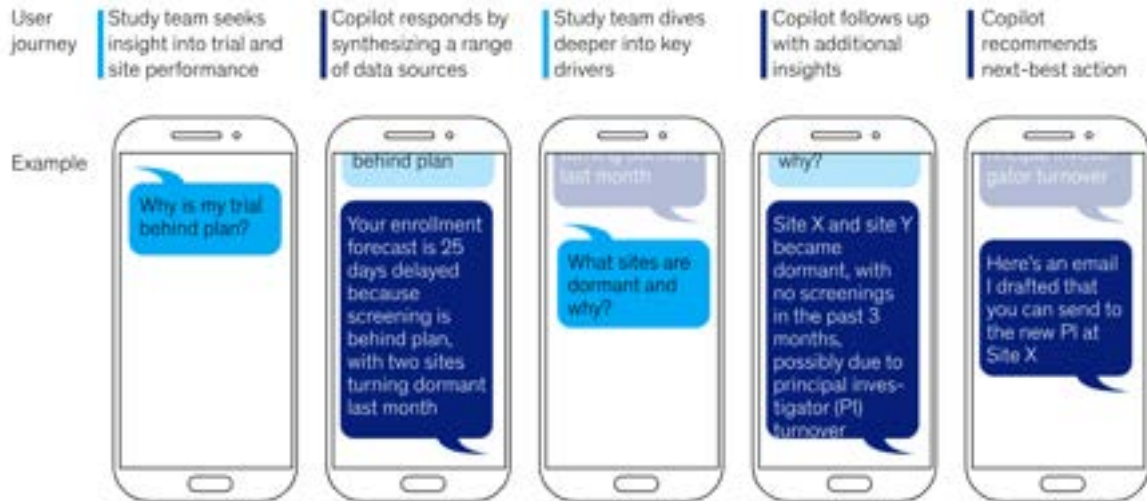 User
journey
Study team seeks
insight into trial and
site performance
Copilot responds by
synthesizing a range
of data sources
Study team dives
deeper into key
drivers
Copilot follows up
with additional
insights
Copilot
recommends
next-best action
Example
Why is my trial
behind plan?
behind plan
Your enrollment
forecast is 25
days delayed
because
screening is
behind plan,
with two sites
turning dormant
last month
last month
What sites are
dormant and
why?
why?
Site X and site Y
became
dormant, with
no screenings
in the past 3
months,
possibly due to
principal inves-
tigator (PI)
turnover
gator turnover
Here's an email
I drafted that
you can send to
the new PI at
Site X